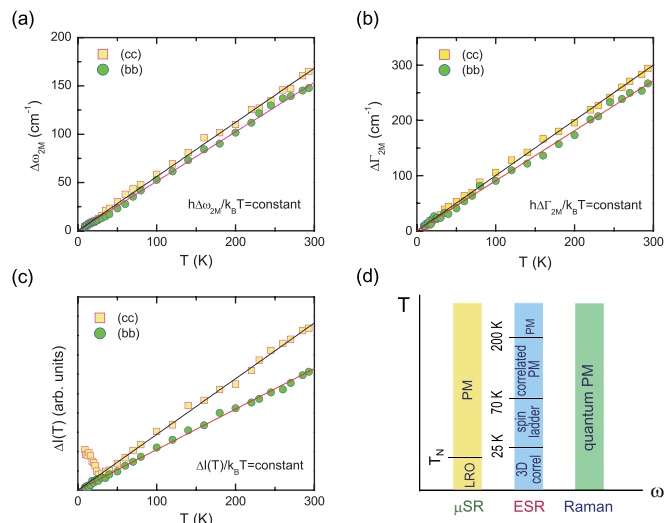 (a)
200
150
100
50
0
Δω2M (cm-1)
(cc)
(bb)
hΔω2M/kBT=constant
0 100 200 300
T (K)
(b)
400
300
200
100
0
ΔΓ2M (cm-1)
(cc)
(bb)
hΔΓ2M/kBT=constant
0 100 200 300
T (K)
(c)
ΔI(T) (arb. units)
(cc)
(bb)
ΔI(T)/kBT=constant
0 100 200 300
T (K)
(d)
T
TN
PM
LRO
200 K
70 K
25 K
PM
correlated
PM
spin
ladder
3D
correl
quantum PM
ω
μSR ESR Raman